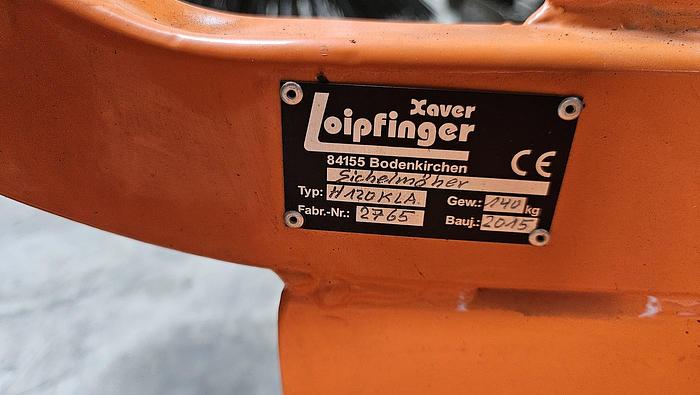 Xaver
Loipfinger
84155 Bodenkirchen CE
Sichelmäher
Typ: H120KLA Gew.: 140 kg
Fabr.-Nr.: 2765 Bauj.: 2015